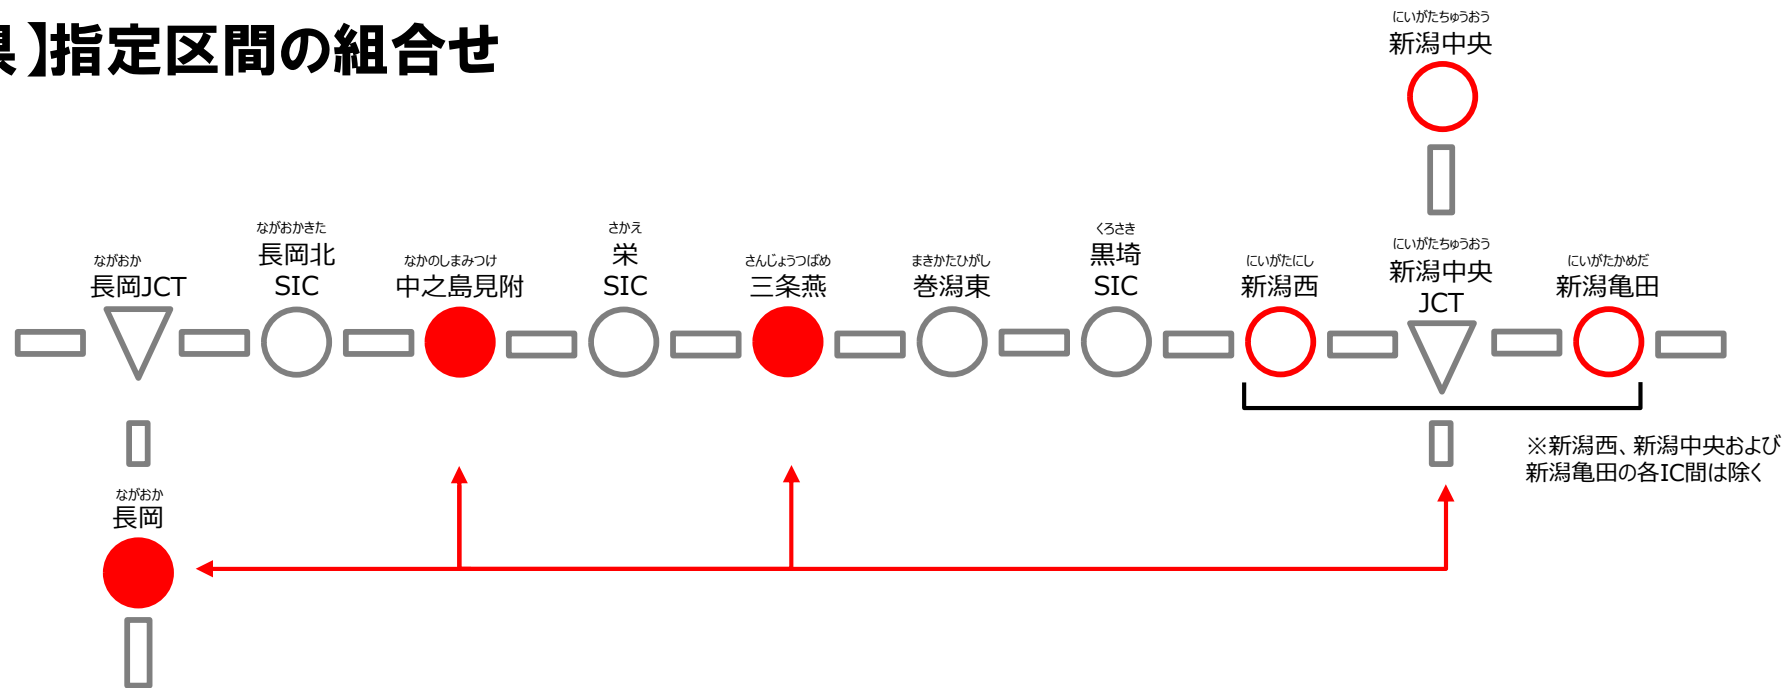 県】指定区間の組合せ
にいがたちゅうおう
新潟中央
ながおか
長岡JCT
ながおかきた
長岡北
SIC
なかのしまみつけ
中之島見附
さかえ
栄
SIC
さんじょうつばめ
三条燕
まきかたひがし
巻潟東
くろさき
黒埼
SIC
にいがたにし
新潟西
にいがたちゅうおう
新潟中央
JCT
にいがたかめだ
新潟亀田
※新潟西、新潟中央および
新潟亀田の各IC間は除く
ながおか
長岡